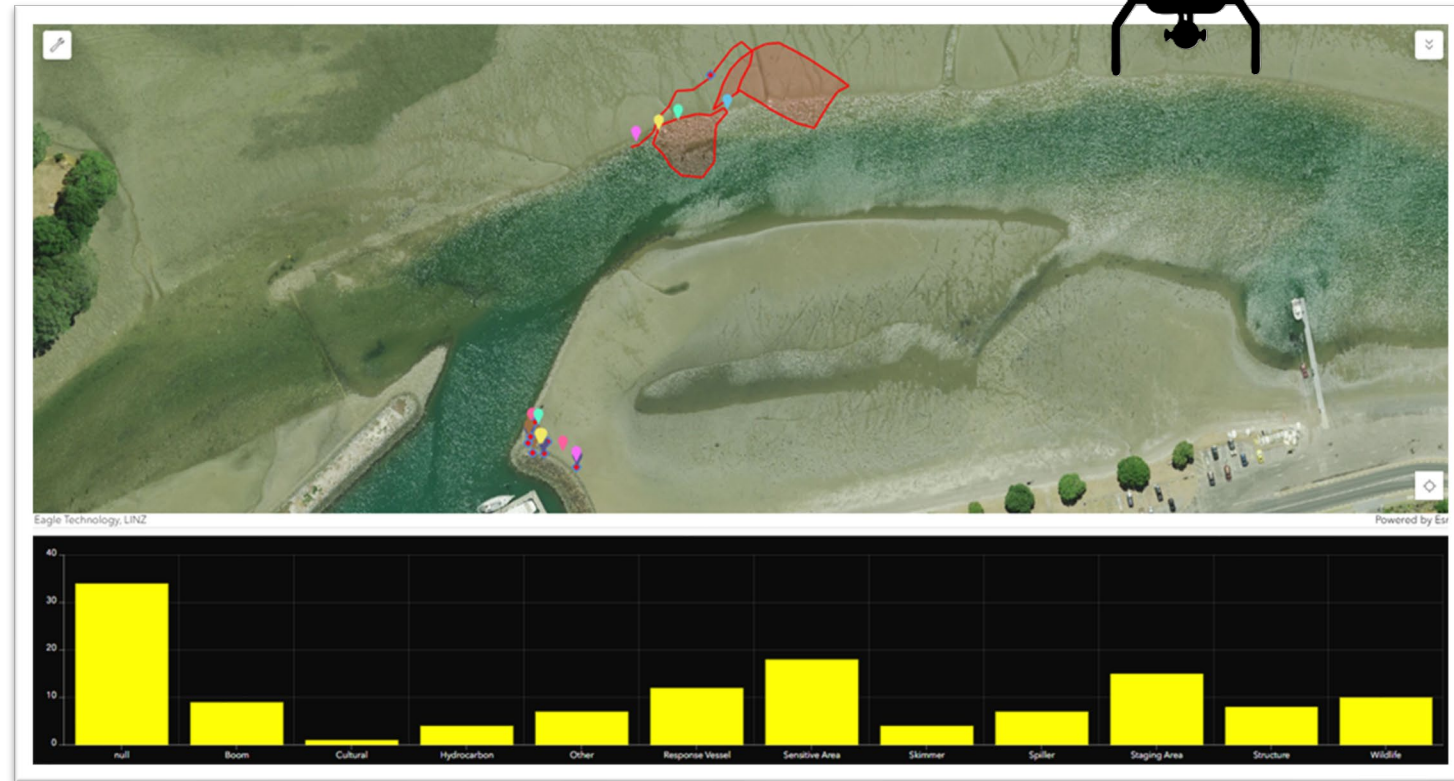 Eagle Technology, LINZ
Powered by Esr
40
30
20
10
0
null Boom Cultural Hydrocarbon Other Response Vessel Sensitive Area Skimmer Spiller Staging Area Structure Wildlife